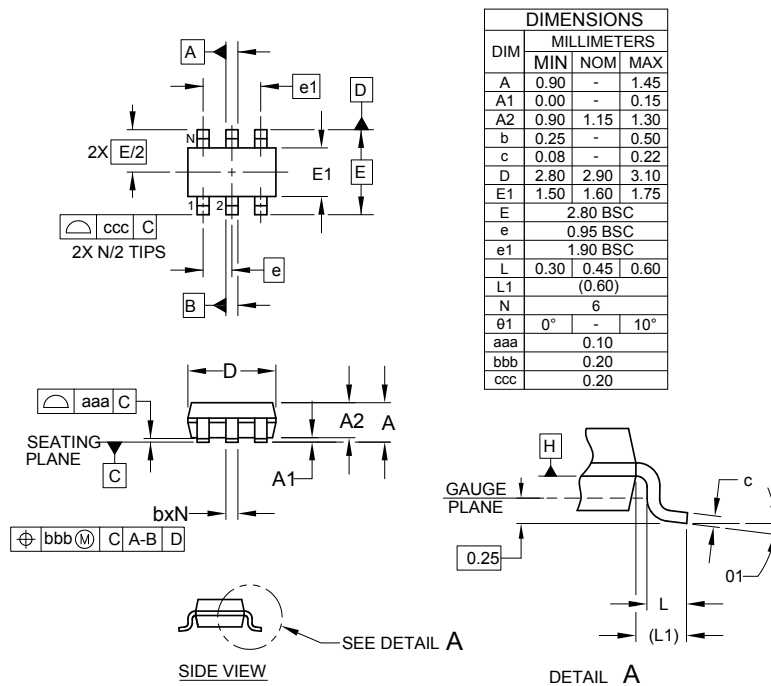 A
e1
D
N
2X E/2
E1
E
1 2
ccc C
2X N/2 TIPS
e
B
DIMENSIONS
DIM MILLIMETERS
MIN NOM MAX
A 0.90 - 1.45
A1 0.00 - 0.15
A2 0.90 1.15 1.30
b 0.25 - 0.50
c 0.08 - 0.22
D 2.80 2.90 3.10
E1 1.50 1.60 1.75
E 2.80 BSC
e 0.95 BSC
e1 1.90 BSC
L 0.30 0.45 0.60
L1 (0.60)
N 6
θ1 0° - 10°
aaa 0.10
bbb 0.20
ccc 0.20
D
aaa C
A2 A
SEATING
PLANE
C
A1
bxN
⌖ bbb Ⓜ C A-B D
SEE DETAIL A
SIDE VIEW
H
GAUGE
PLANE
c
0.25
01
L
(L1)
DETAIL A